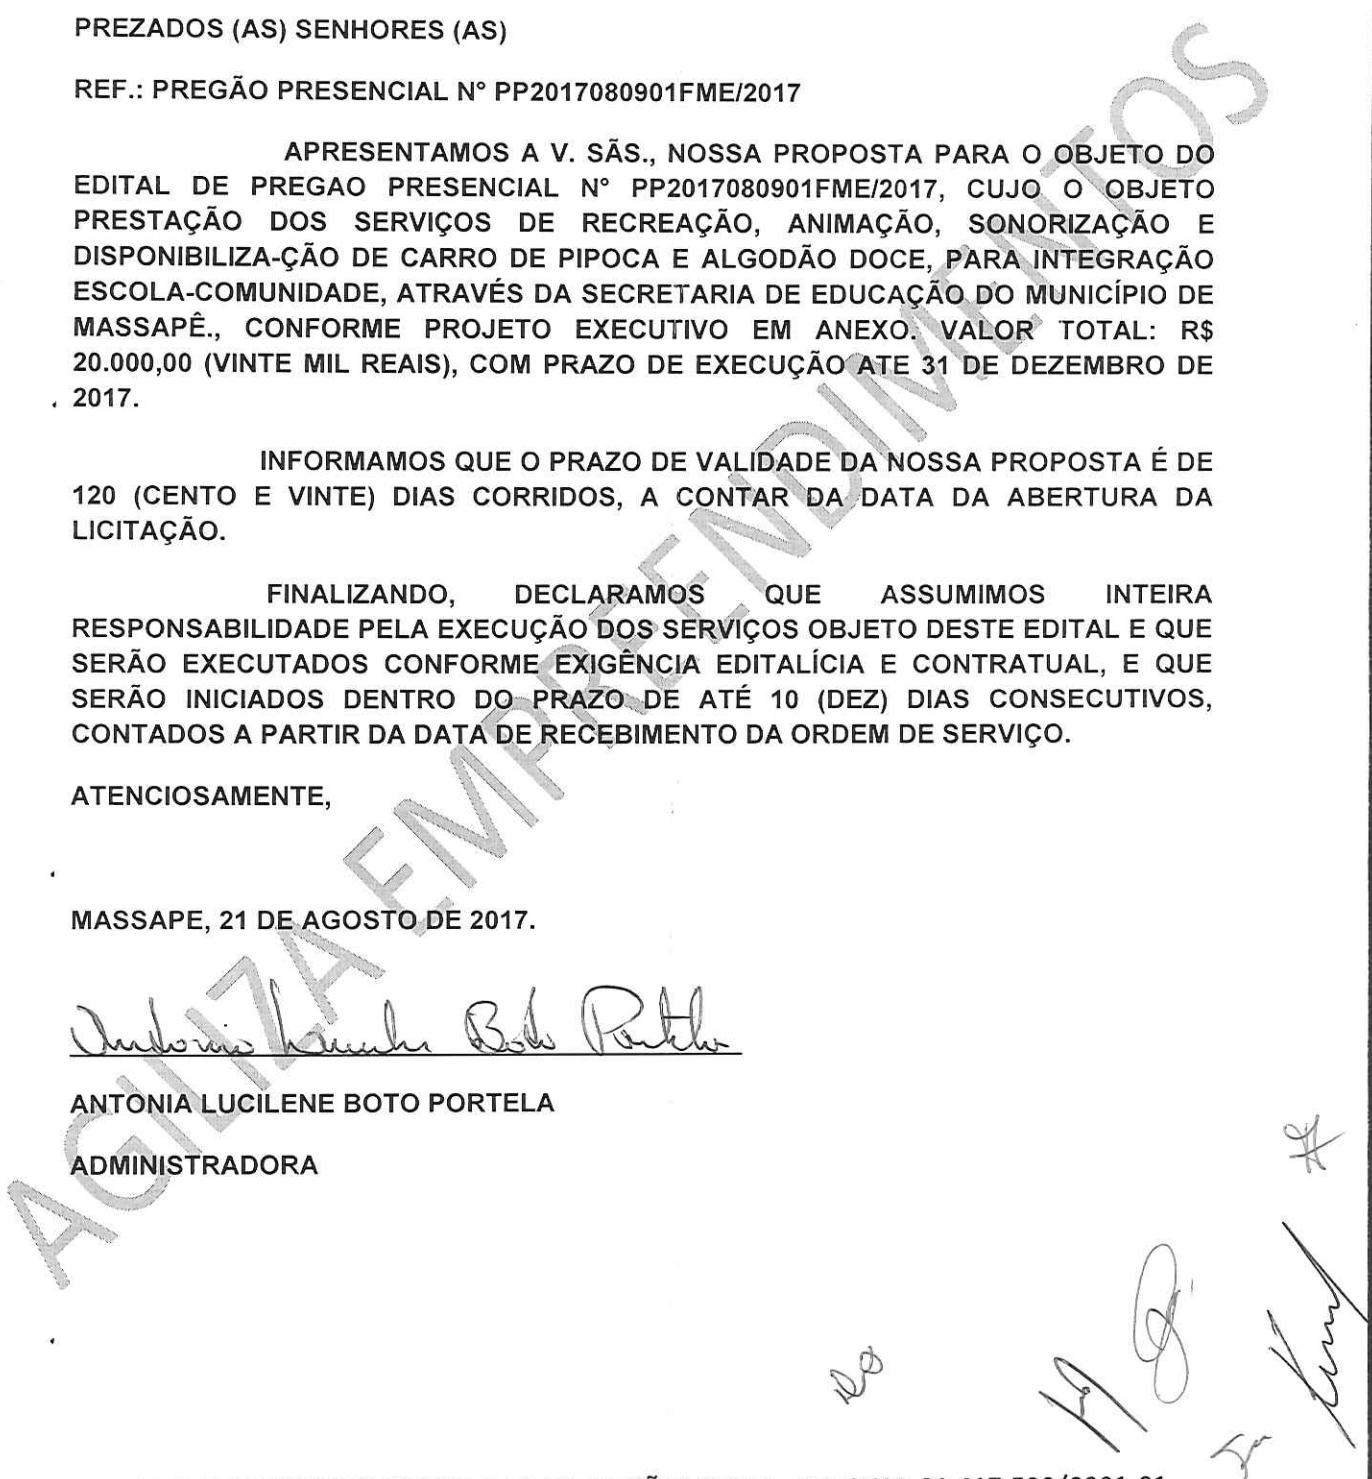 PREZADOS (AS) SENHORES (AS)
REF.: PREGÃO PRESENCIAL Nº PP2017080901FME/2017
APRESENTAMOS A V. SÃS., NOSSA PROPOSTA PARA O OBJETO DO
EDITAL DE PREGAO PRESENCIAL N° PP2017080901FME/2017, CUJO O OBJETO
PRESTAÇÃO DOS SERVIÇOS DE RECREAÇÃO, ANIMAÇÃO, SONORIZAÇÃO E
DISPONIBILIZA-ÇÃO DE CARRO DE PIPOCA E ALGODÃO DOCE, PARA INTEGRAÇÃO
ESCOLA-COMUNIDADE, ATRAVÉS DA SECRETARIA DE EDUCAÇÃO DO MUNICÍPIO DE
MASSAPÊ., CONFORME PROJETO EXECUTIVO EM ANEXO. VALOR TOTAL: R$
20.000,00 (VINTE MIL REAIS), COM PRAZO DE EXECUÇÃO ATE 31 DE DEZEMBRO DE
2017.
INFORMAMOS QUE O PRAZO DE VALIDADE DA NOSSA PROPOSTA É DE
120 (CENTO E VINTE) DIAS CORRIDOS, A CONTAR DA DATA DA ABERTURA DA
LICITAÇÃO.
FINALIZANDO, DECLARAMOS QUE ASSUMIMOS INTEIRA
RESPONSABILIDADE PELA EXECUÇÃO DOS SERVIÇOS OBJETO DESTE EDITAL E QUE
SERÃO EXECUTADOS CONFORME EXIGÊNCIA EDITALÍCIA E CONTRATUAL, E QUE
SERÃO INICIADOS DENTRO DO PRAZO DE ATÉ 10 (DEZ) DIAS CONSECUTIVOS,
CONTADOS A PARTIR DA DATA DE RECEBIMENTO DA ORDEM DE SERVIÇO.
ATENCIOSAMENTE,
MASSAPE, 21 DE AGOSTO DE 2017.
Boto Portela
ANTONIA LUCILENE BOTO PORTELA
ADMINISTRADORA
AGILIZA EMPREENDIMENTOS